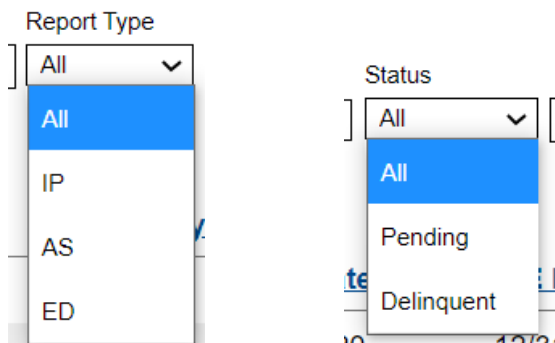 Report Type
All
All
IP
AS
ED
Status
All
All
Pending
Delinquent